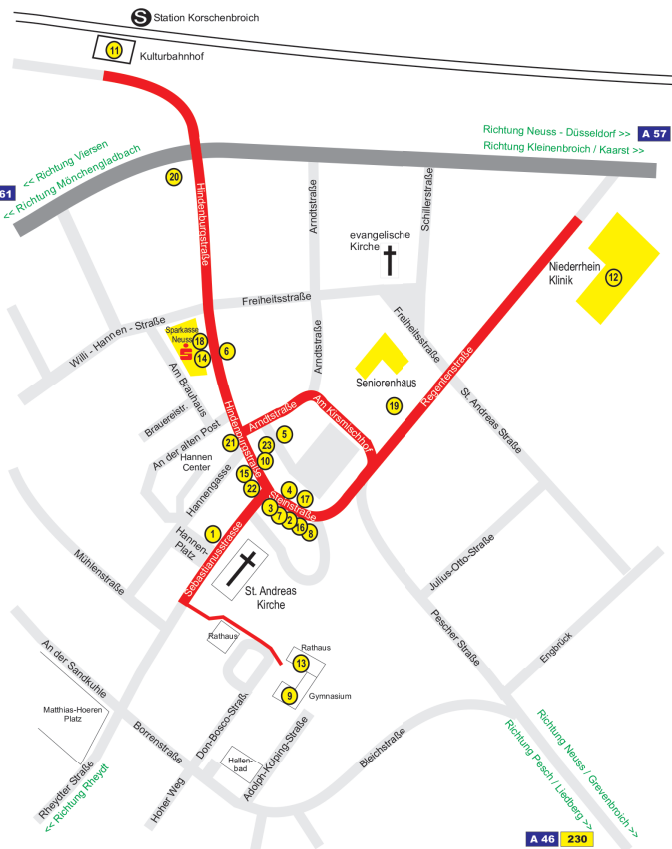 S Station Korschenbroich
11
Kulturbahnhof
Richtung Neuss - Düsseldorf >>
A 57
Richtung Kleinenbroich / Kaarst >>
<< Richtung Viersen
<< Richtung Mönchengladbach
61
20
Hindenburgstraße
Arndtstraße
Schillerstraße
evangelische
Kirche
Niederrhein
Klinik
12
Freiheitsstraße
Willi - Hannen - Straße
Sparkasse
Neuss
18
14
6
Freiheitsstraße
Arndtstraße
Seniorenhaus
19
Regentenstraße
St. Andreas Straße
Am Brauhaus
Brauereistr.
An der alten Post
Hindenburgstraße
Arndtstraße
Am Kirsmischhof
21
5
23
10
Hannen
Center
Hannengasse
15
22
4
17
Steinstraße
3
7
2
16
8
1
Hannen-
Platz
Sebastianusstrasse
St. Andreas
Kirche
Mühlenstraße
Julius-Otto-Straße
Pescher Straße
Engbrück
Rathaus
Rathaus
13
9
Gymnasium
An der Sandkuhle
Matthias-Hoeren
Platz
Borrenstraße
Don-Bosco-Straß
Hallen-
bad
Adolph-Kolping-Straße
Bleichstraße
Hoher Weg
Rheydter Straße
<< Richtung Rheydt
Richtung Neuss / Grevenbroich >>
Richtung Pesch / Liedberg >>
A 46
230